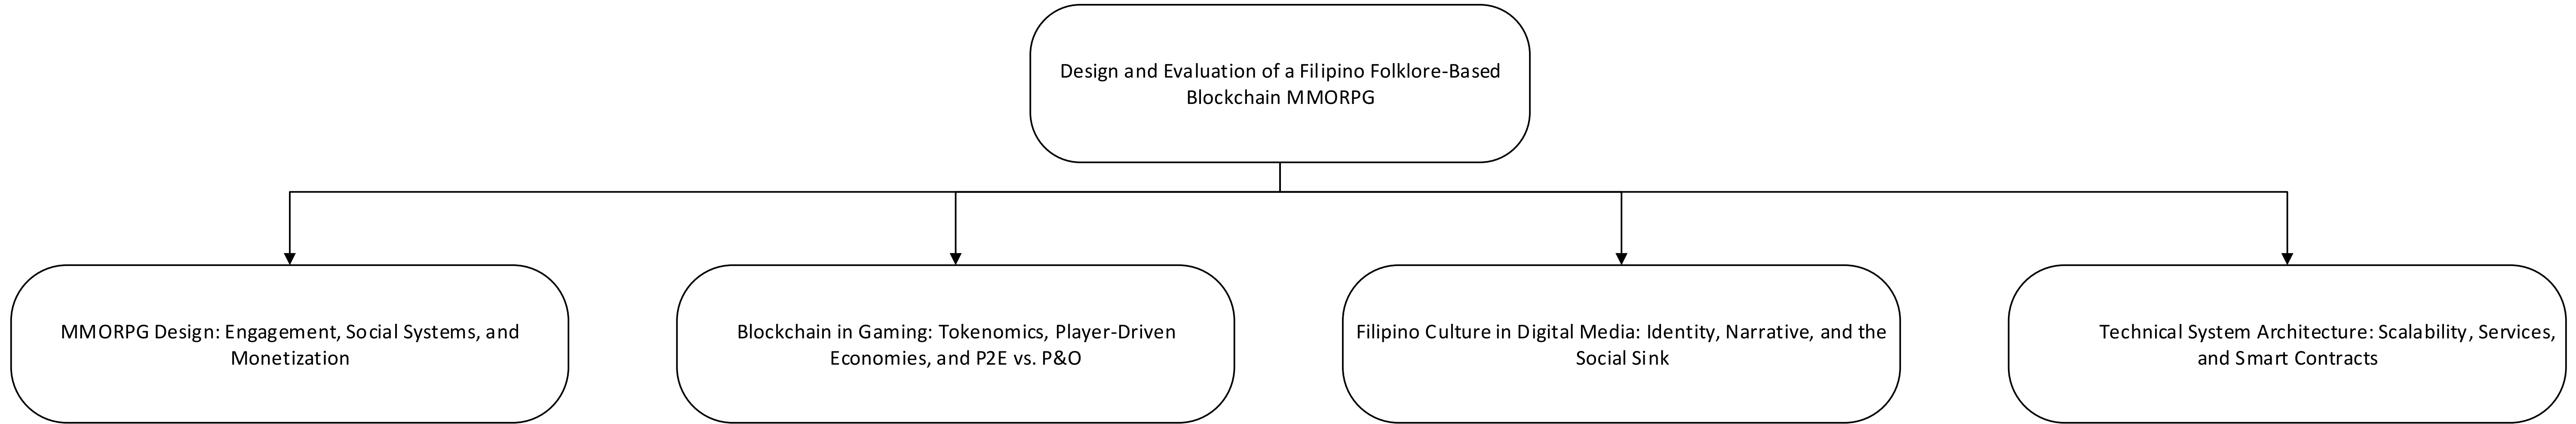 Design and Evaluation of a Filipino Folklore-Based
Blockchain MMORPG
MMORPG Design: Engagement, Social Systems, and
Monetization
Blockchain in Gaming: Tokenomics, Player-Driven
Economies, and P2E vs. P&O
Filipino Culture in Digital Media: Identity, Narrative, and the
Social Sink
Technical System Architecture: Scalability, Services,
and Smart Contracts